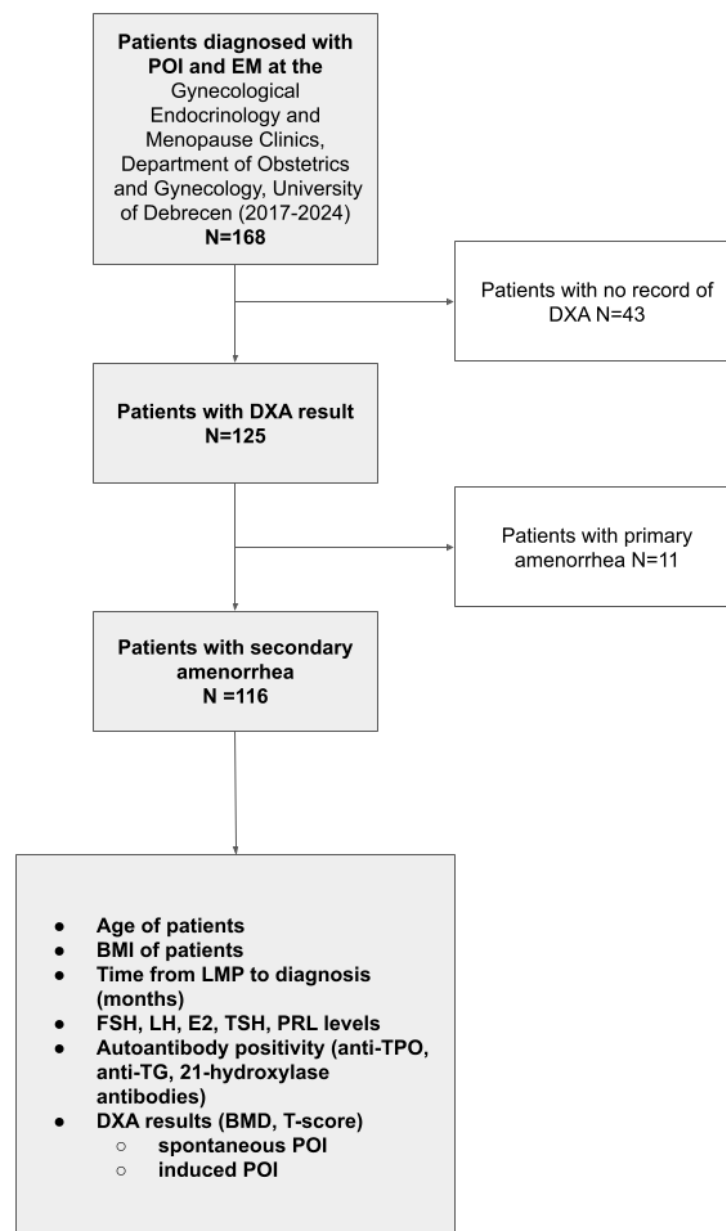 Patients diagnosed with
POI and EM at the
Gynecological
Endocrinology and
Menopause Clinics,
Department of Obstetrics
and Gynecology, University
of Debrecen (2017-2024)
N=168
Patients with no record of
DXA N=43
Patients with DXA result
N=125
Patients with primary
amenorrhea N=11
Patients with secondary
amenorrhea
N =116
● Age of patients
● BMI of patients
● Time from LMP to diagnosis
(months)
● FSH, LH, E2, TSH, PRL levels
● Autoantibody positivity (anti-TPO,
anti-TG, 21-hydroxylase
antibodies)
● DXA results (BMD, T-score)
○ spontaneous POI
○ induced POI